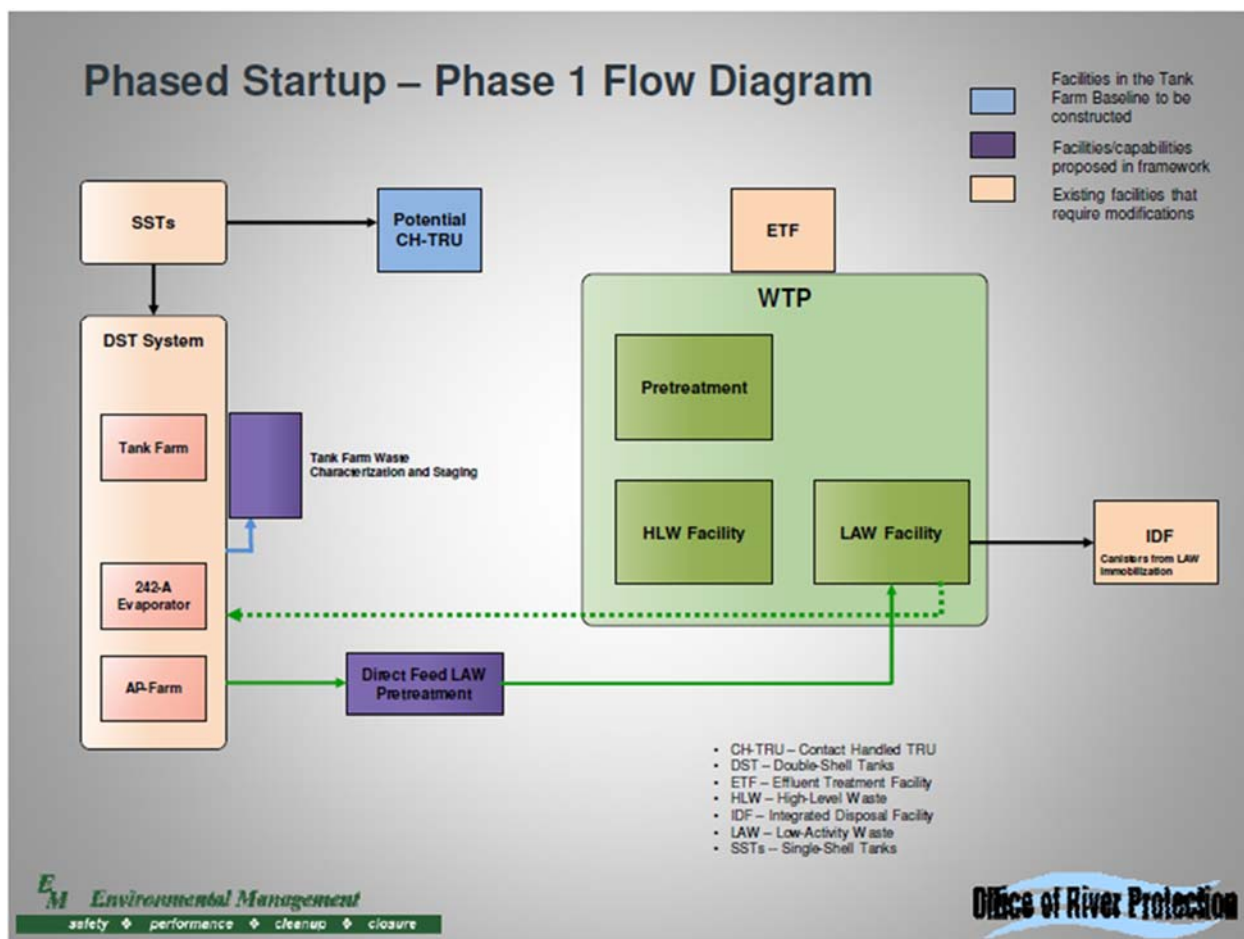 Phased Startup – Phase 1 Flow Diagram
Facilities in the Tank
Farm Baseline to be
constructed
Facilities/capabilities
proposed in framework
Existing facilities that
require modifications
SSTs
Potential
CH-TRU
ETF
WTP
DST System
Pretreatment
Tank Farm
Tank Farm Waste
Characterization and Staging
HLW Facility
LAW Facility
IDF
Canisters from LAW
Immobilization
242-A
Evaporator
AP-Farm
Direct Feed LAW
Pretreatment
• CH-TRU – Contact Handled TRU
• DST – Double-Shell Tanks
• ETF – Effluent Treatment Facility
• HLW – High-Level Waste
• IDF – Integrated Disposal Facility
• LAW – Low-Activity Waste
• SSTs – Single-Shell Tanks
EM Environmental Management
safety ❖ performance ❖ cleanup ❖ closure
Office of River Protection